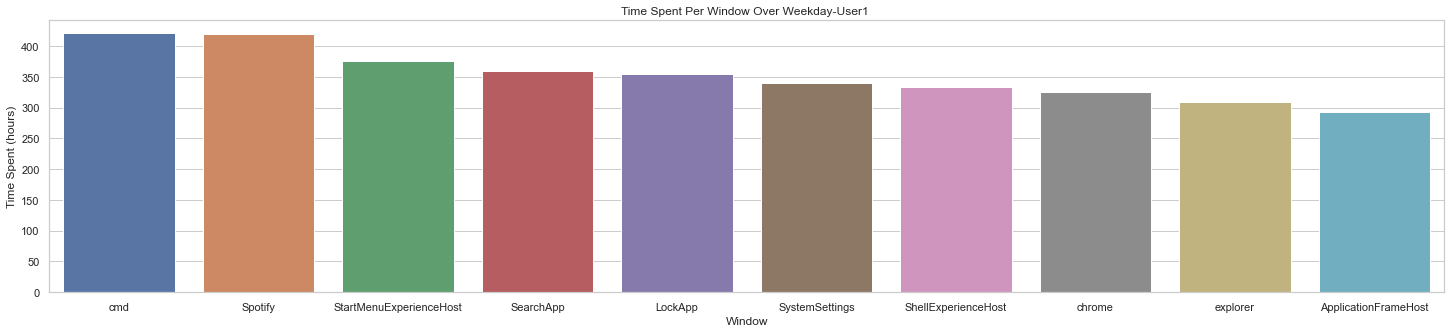 Time Spent Per Window Over Weekday-User1
Time Spent (hours)
400
350
300
250
200
150
100
50
0
cmd Spotify StartMenuExperienceHost SearchApp LockApp SystemSettings ShellExperienceHost chrome explorer ApplicationFrameHost
Window